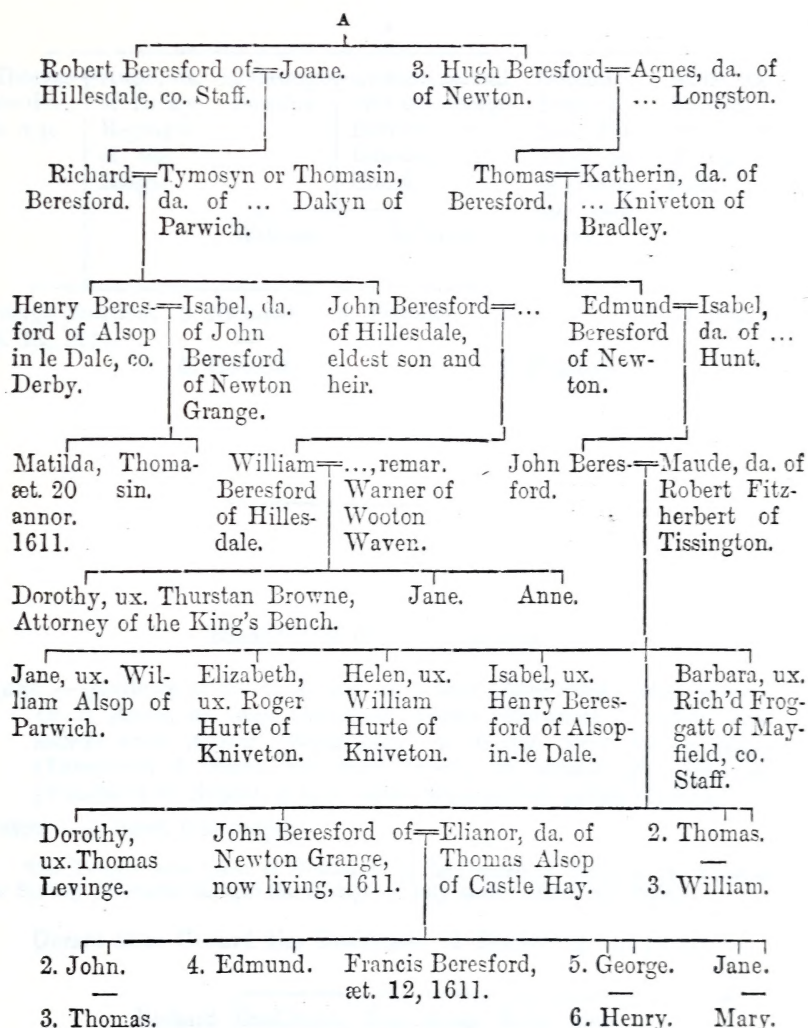 A
Robert Beresford of Hillesdale, co. Staff. = Joane.
3. Hugh Beresford of Newton. = Agnes, da. of ... Longston.
Richard Beresford. = Tymosyn or Thomasin, da. of ... Dakyn of Parwich.
Thomas Beresford. = Katherin, da. of ... Kniveton of Bradley.
Henry Beres-
ford of Alsop
in le Dale, co.
Derby.
Isabel, da.
of John
Beresford
of Newton
Grange.
John Beresford
of Hillesdale,
eldest son and
heir.
...
Edmund
Beresford
of New-
ton.
Isabel,
da. of ...
Hunt.
Matilda,
æt. 20
annor.
1611.
Thoma-
sin.
William
Beresford
of Hilles-
dale.
..., remar.
Warner of
Wooton
Waven.
John Beres-
ford.
Maude, da. of
Robert Fitz-
herbert of
Tissington.
Dorothy, ux. Thurstan Browne,
Attorney of the King's Bench.
Jane.
Anne.
Jane, ux. Wil-
liam Alsop of
Parwich.
Elizabeth,
ux. Roger
Hurte of
Kniveton.
Helen, ux.
William
Hurte of
Kniveton.
Isabel, ux.
Henry Beres-
ford of Alsop-
in-le Dale.
Barbara, ux.
Rich'd Frog-
gatt of May-
field, co.
Staff.
Dorothy,
ux. Thomas
Levinge.
John Beresford of
Newton Grange,
now living, 1611.
Elianor, da. of
Thomas Alsop
of Castle Hay.
2. Thomas.
—
3. William.
2. John.
—
3. Thomas.
4. Edmund.
Francis Beresford,
æt. 12, 1611.
5. George.
—
6. Henry.
Jane.
—
Mary.